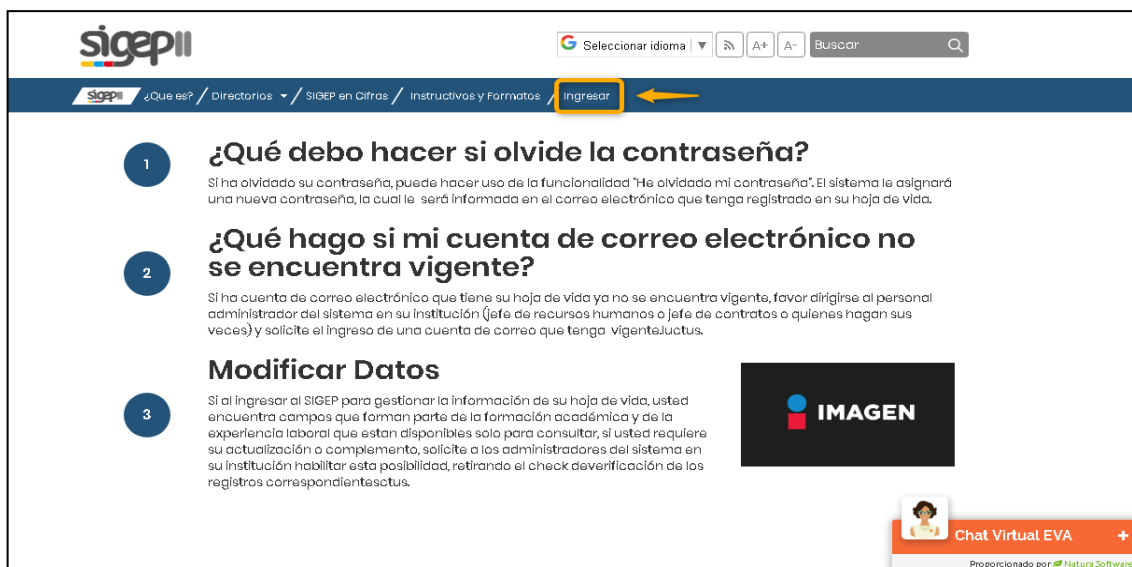 sigepII
Seleccionar idioma
A+
A-
Buscar
sigepII
¿Que es? / Directorios / SIGEP en Cifras / Instructivos y Formatos / Ingresar
1
¿Qué debo hacer si olvide la contraseña?
Si ha olvidado su contraseña, puede hacer uso de la funcionalidad "He olvidado mi contraseña". El sistema le asignará
una nueva contraseña, la cual le será informada en el correo electrónico que tenga registrado en su hoja de vida.
2
¿Qué hago si mi cuenta de correo electrónico no
se encuentra vigente?
Si ha cuenta de correo electrónico que tiene su hoja de vida ya no se encuentra vigente, favor dirigirse al personal
administrador del sistema en su institución (jefe de recursos humanos o jefe de contratos o quienes hagan sus
veces) y solicite el ingreso de una cuenta de correo que tenga vigente.luctus.
3
Modificar Datos
Si al ingresar al SIGEP para gestionar la información de su hoja de vida, usted
encuentra campos que forman parte de la formación académica y de la
experiencia laboral que estan disponibles solo para consultar, si usted requiere
su actualización o complemento, solicite a los administradores del sistema en
su institución habilitar esta posibilidad, retirando el check deverificación de los
registros correspondientesctus.
IMAGEN
Chat Virtual EVA +
Proporcionado por Natura Software